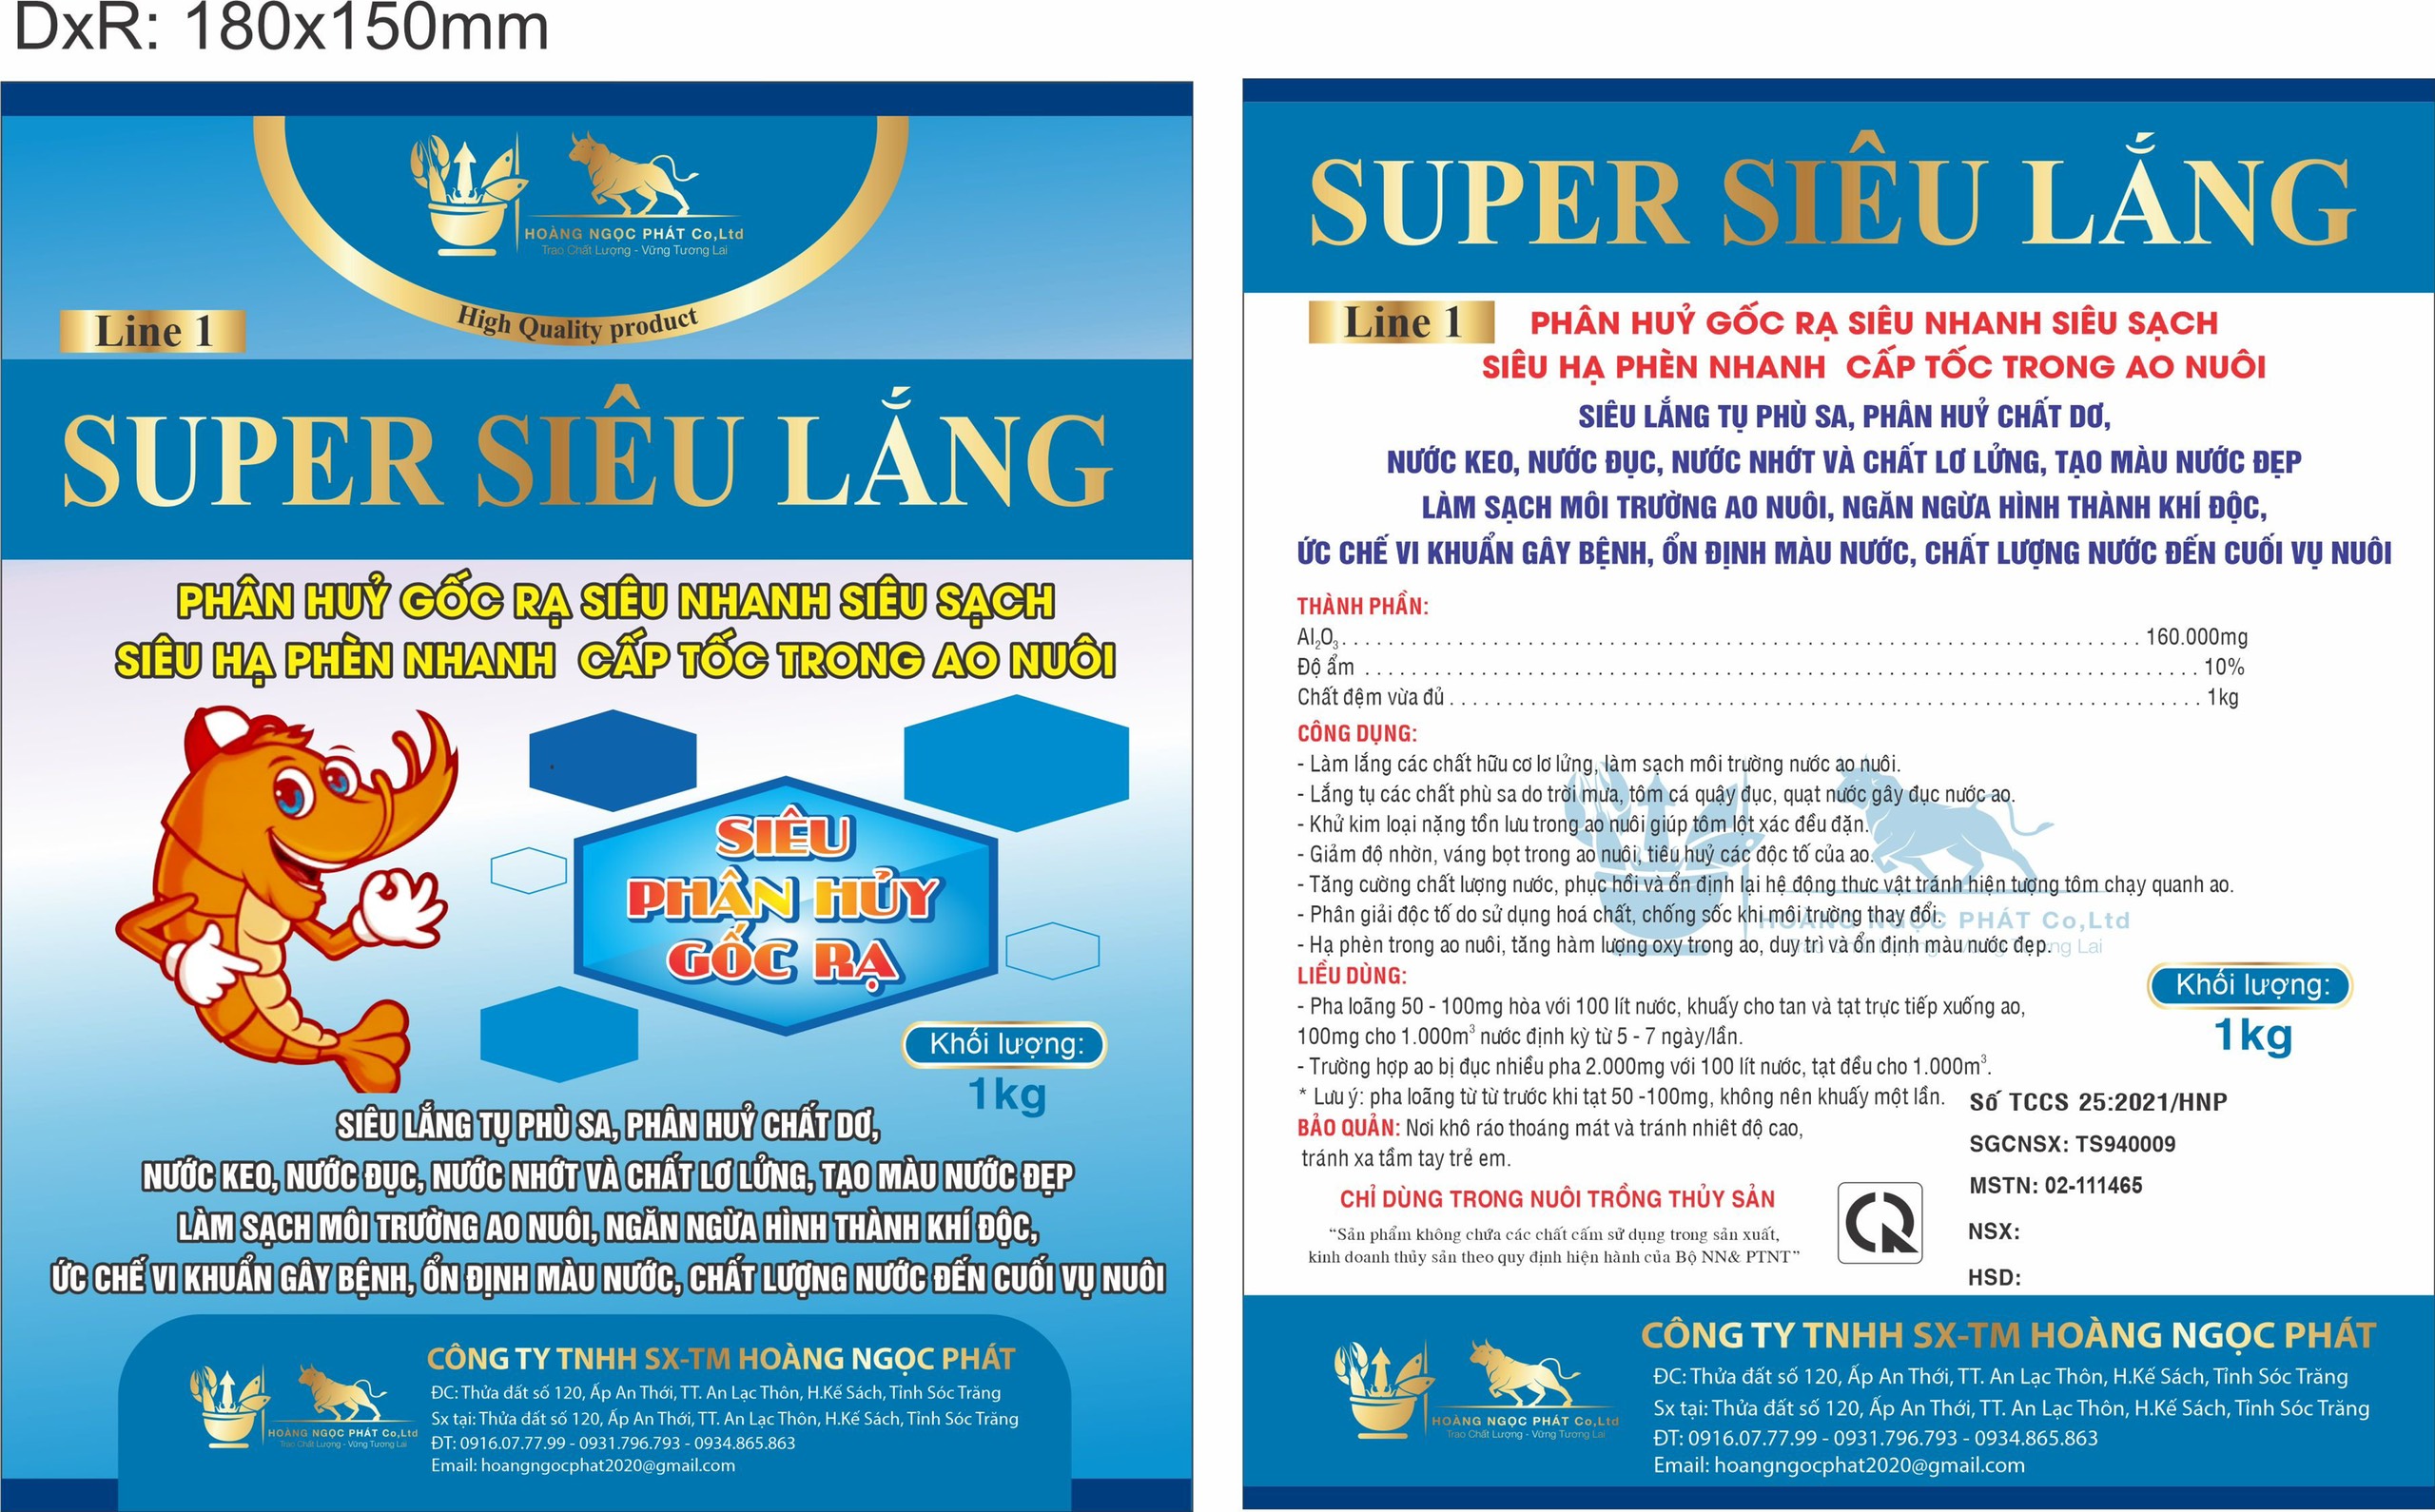 DxR: 180x150mm
HOÀNG NGỌC PHÁT Co,Ltd
Trao Chất Lượng - Vững Tương Lai
High Quality product
Line 1
SUPER SIÊU LẮNG
PHÂN HUỶ GỐC RẠ SIÊU NHANH SIÊU SẠCH
SIÊU HẠ PHÈN NHANH CẤP TỐC TRONG AO NUÔI
SIÊU
PHÂN HỦY
GỐC RẠ
Khối lượng:
1kg
SIÊU LẮNG TỤ PHÙ SA, PHÂN HUỶ CHẤT DƠ,
NƯỚC KEO, NƯỚC ĐỤC, NƯỚC NHỚT VÀ CHẤT LƠ LỬNG, TẠO MÀU NƯỚC ĐẸP
LÀM SẠCH MÔI TRƯỜNG AO NUÔI, NGĂN NGỪA HÌNH THÀNH KHÍ ĐỘC,
ỨC CHẾ VI KHUẨN GÂY BỆNH, ỔN ĐỊNH MÀU NƯỚC, CHẤT LƯỢNG NƯỚC ĐẾN CUỐI VỤ NUÔI
HOÀNG NGỌC PHÁT Co,Ltd
Trao Chất Lượng - Vững Tương Lai
CÔNG TY TNHH SX-TM HOÀNG NGỌC PHÁT
ĐC: Thửa đất số 120, Ấp An Thới, TT. An Lạc Thôn, H.Kế Sách, Tỉnh Sóc Trăng
Sx tại: Thửa đất số 120, Ấp An Thới, TT. An Lạc Thôn, H.Kế Sách, Tỉnh Sóc Trăng
ĐT: 0916.07.77.99 - 0931.796.793 - 0934.865.863
Email: hoangngocphat2020@gmail.com
SUPER SIÊU LẮNG
Line 1
PHÂN HUỶ GỐC RẠ SIÊU NHANH SIÊU SẠCH
SIÊU HẠ PHÈN NHANH CẤP TỐC TRONG AO NUÔI
SIÊU LẮNG TỤ PHÙ SA, PHÂN HUỶ CHẤT DƠ,
NƯỚC KEO, NƯỚC ĐỤC, NƯỚC NHỚT VÀ CHẤT LƠ LỬNG, TẠO MÀU NƯỚC ĐẸP
LÀM SẠCH MÔI TRƯỜNG AO NUÔI, NGĂN NGỪA HÌNH THÀNH KHÍ ĐỘC,
ỨC CHẾ VI KHUẨN GÂY BỆNH, ỔN ĐỊNH MÀU NƯỚC, CHẤT LƯỢNG NƯỚC ĐẾN CUỐI VỤ NUÔI
THÀNH PHẦN:
Al₂O₃ 160.000mg
Độ ẩm 10%
Chất đệm vừa đủ 1kg
CÔNG DỤNG:
- Làm lắng các chất hữu cơ lơ lửng, làm sạch môi trường nước ao nuôi.
- Lắng tụ các chất phù sa do trời mưa, tôm cá quậy đục, quạt nước gây đục nước ao.
- Khử kim loại nặng tồn lưu trong ao nuôi giúp tôm lột xác đều đặn.
- Giảm độ nhờn, váng bọt trong ao nuôi, tiêu huỷ các độc tố của ao.
- Tăng cường chất lượng nước, phục hồi và ổn định lại hệ động thưc vật tránh hiện tượng tôm chạy quanh ao.
- Phân giải độc tố do sử dụng hoá chất, chống sốc khi môi trường thay đổi.
- Hạ phèn trong ao nuôi, tăng hàm lượng oxy trong ao, duy trì và ổn định màu nước đẹp.
HOÀNG NGỌC PHÁT Co,Ltd
LIỀU DÙNG:
- Pha loãng 50 - 100mg hòa với 100 lít nước, khuấy cho tan và tạt trực tiếp xuống ao,
100mg cho 1.000m³ nước định kỳ từ 5 - 7 ngày/lần.
- Trường hợp ao bị đục nhiều pha 2.000mg với 100 lít nước, tạt đều cho 1.000m³.
* Lưu ý: pha loãng từ từ trước khi tạt 50 -100mg, không nên khuấy một lần.
BẢO QUẢN: Nơi khô ráo thoáng mát và tránh nhiêt độ cao,
tránh xa tầm tay trẻ em.
CHỈ DÙNG TRONG NUÔI TRỒNG THỦY SẢN
“Sản phẩm không chữa các chất cấm sử dụng trong sản xuất,
kinh doanh thủy sản theo quy định hiện hành của Bộ NN& PTNT”
Khối lượng:
1kg
Số TCCS 25:2021/HNP
SGCNSX: TS940009
MSTN: 02-111465
NSX:
HSD:
HOÀNG NGỌC PHÁT Co,Ltd
Trao Chất Lượng - Vững Tương Lai
CÔNG TY TNHH SX-TM HOÀNG NGỌC PHÁT
ĐC: Thửa đất số 120, Ấp An Thới, TT. An Lạc Thôn, H.Kế Sách, Tỉnh Sóc Trăng
Sx tại: Thửa đất số 120, Ấp An Thới, TT. An Lạc Thôn, H.Kế Sách, Tỉnh Sóc Trăng
ĐT: 0916.07.77.99 - 0931.796.793 - 0934.865.863
Email: hoangngocphat2020@gmail.com